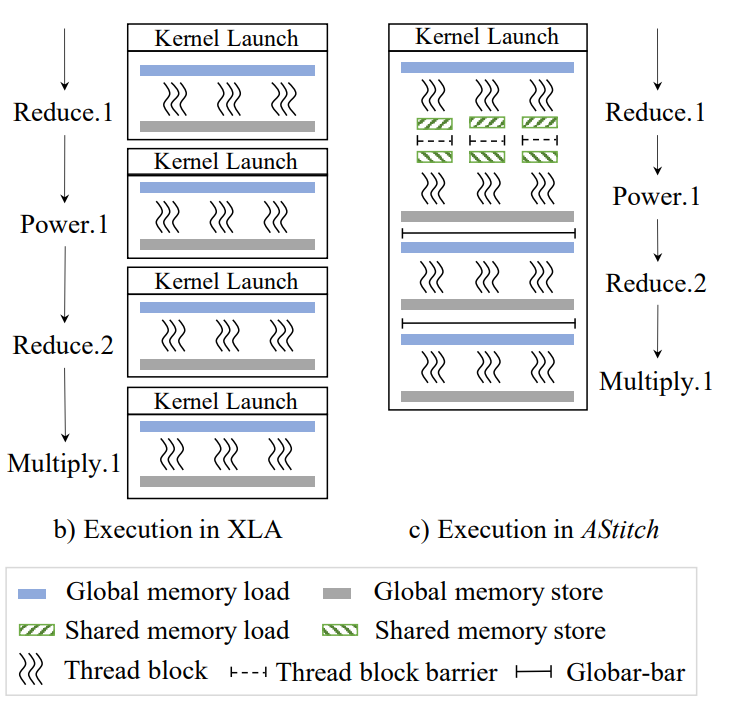 Kernel Launch
Reduce.1
Kernel Launch
Power.1
Kernel Launch
Reduce.2
Kernel Launch
Multiply.1
b) Execution in XLA
Kernel Launch
Reduce.1
Power.1
Reduce.2
Multiply.1
c) Execution in AStitch
Global memory load
Global memory store
Shared memory load
Shared memory store
Thread block
Thread block barrier
Globar-bar